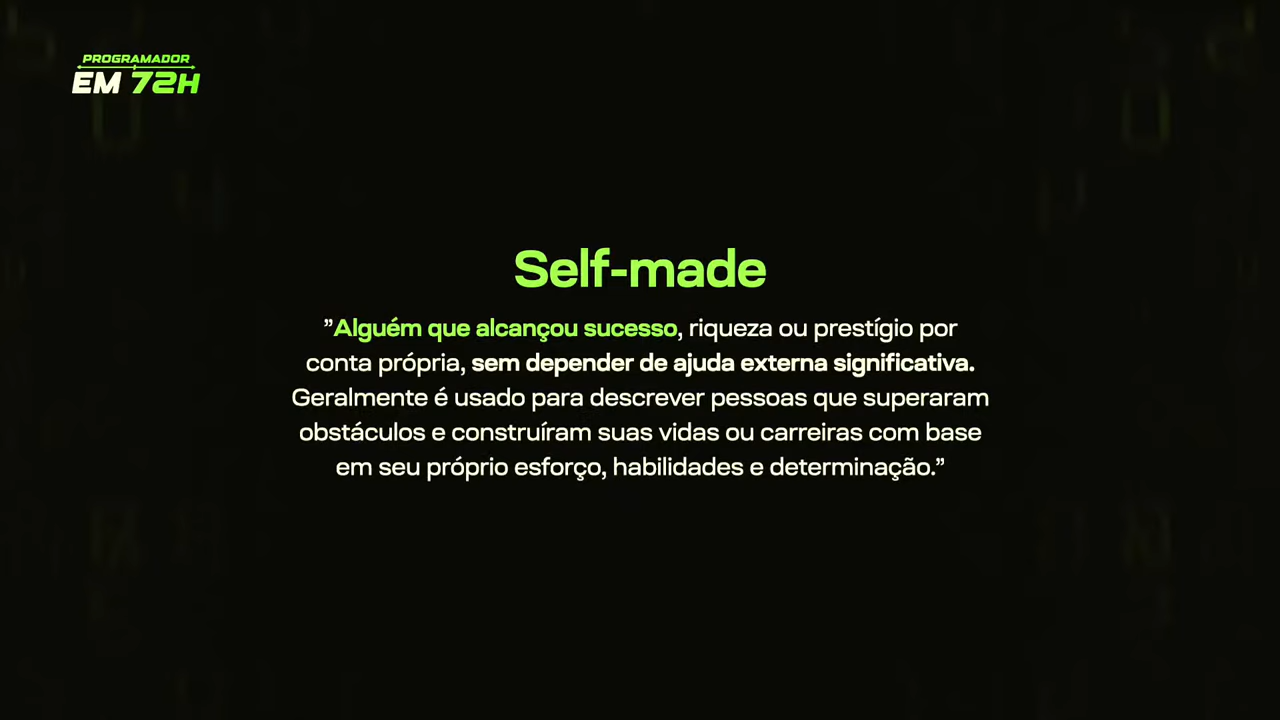 PROGRAMADOR
EM 72H
Self-made
”Alguém que alcançou sucesso, riqueza ou prestígio por
conta própria, sem depender de ajuda externa significativa.
Geralmente é usado para descrever pessoas que superaram
obstáculos e construíram suas vidas ou carreiras com base
em seu próprio esforço, habilidades e determinação.”